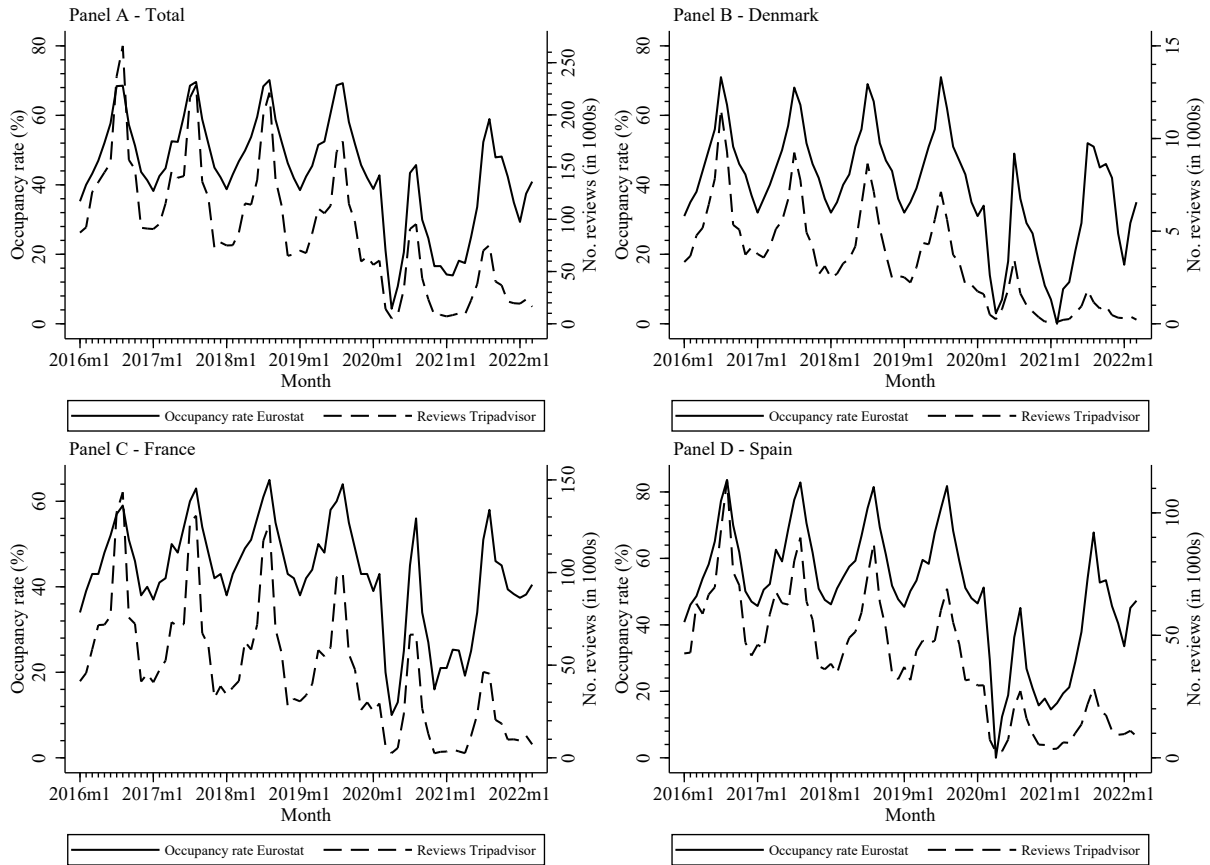 Panel A - Total
Occupancy rate (%)
80
60
40
20
0
250
200
150
100
50
0
No. reviews (in 1000s)
2016m1 2017m1 2018m1 2019m1 2020m1 2021m1 2022m1
Month
Occupancy rate Eurostat Reviews Tripadvisor
Panel B - Denmark
Occupancy rate (%)
80
60
40
20
0
15
10
5
0
No. reviews (in 1000s)
2016m1 2017m1 2018m1 2019m1 2020m1 2021m1 2022m1
Month
Occupancy rate Eurostat Reviews Tripadvisor
Panel C - France
Occupancy rate (%)
60
40
20
0
150
100
50
0
No. reviews (in 1000s)
2016m1 2017m1 2018m1 2019m1 2020m1 2021m1 2022m1
Month
Occupancy rate Eurostat Reviews Tripadvisor
Panel D - Spain
Occupancy rate (%)
80
60
40
20
0
100
50
0
No. reviews (in 1000s)
2016m1 2017m1 2018m1 2019m1 2020m1 2021m1 2022m1
Month
Occupancy rate Eurostat Reviews Tripadvisor